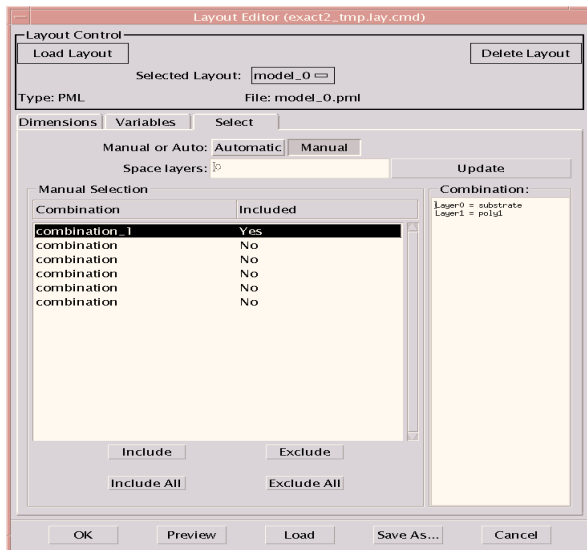 Layout Editor (exact2_tmp.lay.cmd)
Layout Control
Load Layout Delete Layout
Selected Layout: model_0
Type: PML File: model_0.pml
Dimensions Variables Select
Manual or Auto: Automatic Manual
Space layers: 0 Update
Manual Selection Combination:
Combination Included
Layer0 = substrate
Layer1 = poly1
combination_1 Yes
combination No
combination No
combination No
combination No
combination No
Include Exclude
Include All Exclude All
OK Preview Load Save As... Cancel